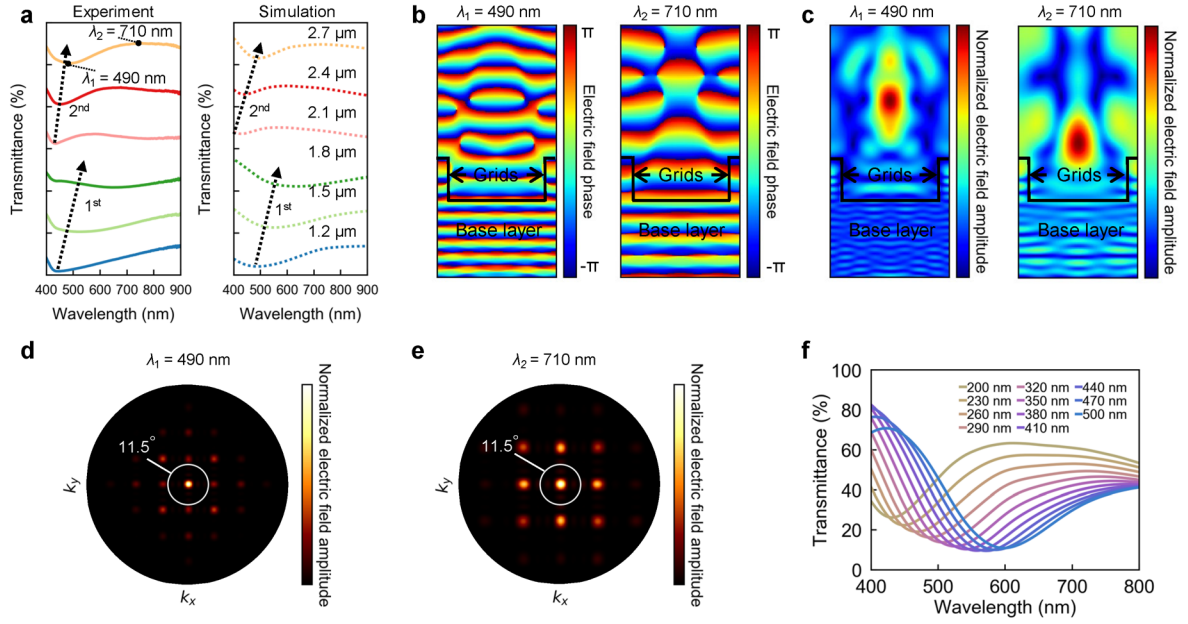 a
Experiment
Simulation
λ₂ = 710 nm
λ₁ = 490 nm
2nd
1st
Transmittance (%)
400 500 600 700 800 900
Wavelength (nm)
2.7 μm
2.4 μm
2.1 μm
1.8 μm
1.5 μm
1.2 μm
2nd
1st
Transmittance (%)
400 500 600 700 800 900
Wavelength (nm)
b
λ₁ = 490 nm
λ₂ = 710 nm
Grids
Base layer
π
-π
Electric field phase
Grids
Base layer
π
-π
Electric field phase
c
λ₁ = 490 nm
λ₂ = 710 nm
Grids
Base layer
Normalized electric field amplitude
Grids
Base layer
Normalized electric field amplitude
d
λ₁ = 490 nm
11.5°
ky
kx
Normalized electric field amplitude
e
λ₂ = 710 nm
11.5°
ky
kx
Normalized electric field amplitude
f
100
80
60
40
20
0
Transmittance (%)
200 nm 320 nm 440 nm
230 nm 350 nm 470 nm
260 nm 380 nm 500 nm
290 nm 410 nm
400 500 600 700 800
Wavelength (nm)